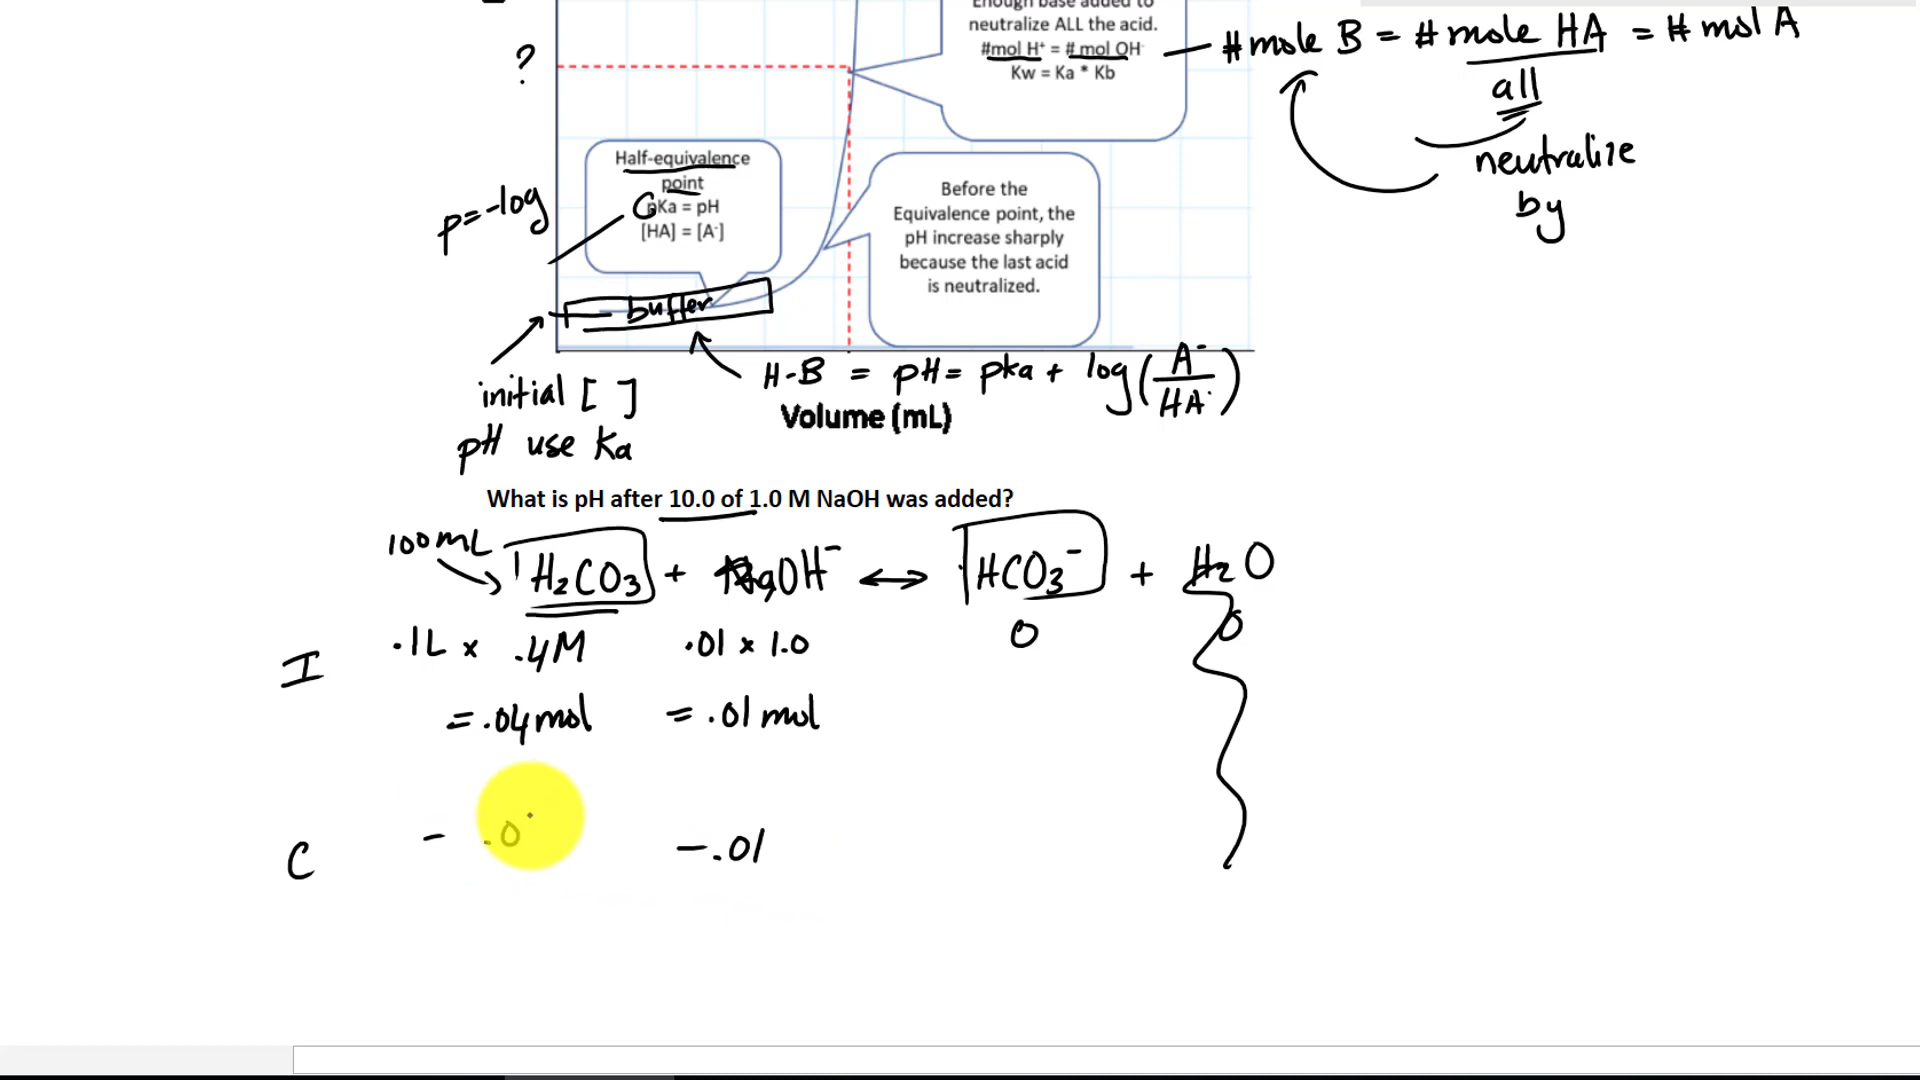 Enough base added to
neutralize ALL the acid.
#mol H⁺ = # mol OH⁻
Kw = Ka * Kb
#mole B = #mole HA = #mol A
all
neutralize
by
?
Half-equivalence
point
pKa = pH
[HA] = [A⁻]
p=-log
Before the
Equivalence point, the
pH increase sharply
because the last acid
is neutralized.
buffer
initial [ ]
pH use Ka
H-B = pH = pka + log(A⁻/HA)
Volume (mL)
What is pH after 10.0 of 1.0 M NaOH was added?
100mL
H₂CO₃ + OH⁻ ↔ HCO₃⁻ + H₂O
I .1L x .4M .01 x 1.0 0 0
= .04mol = .01 mol
C - .0 -.01